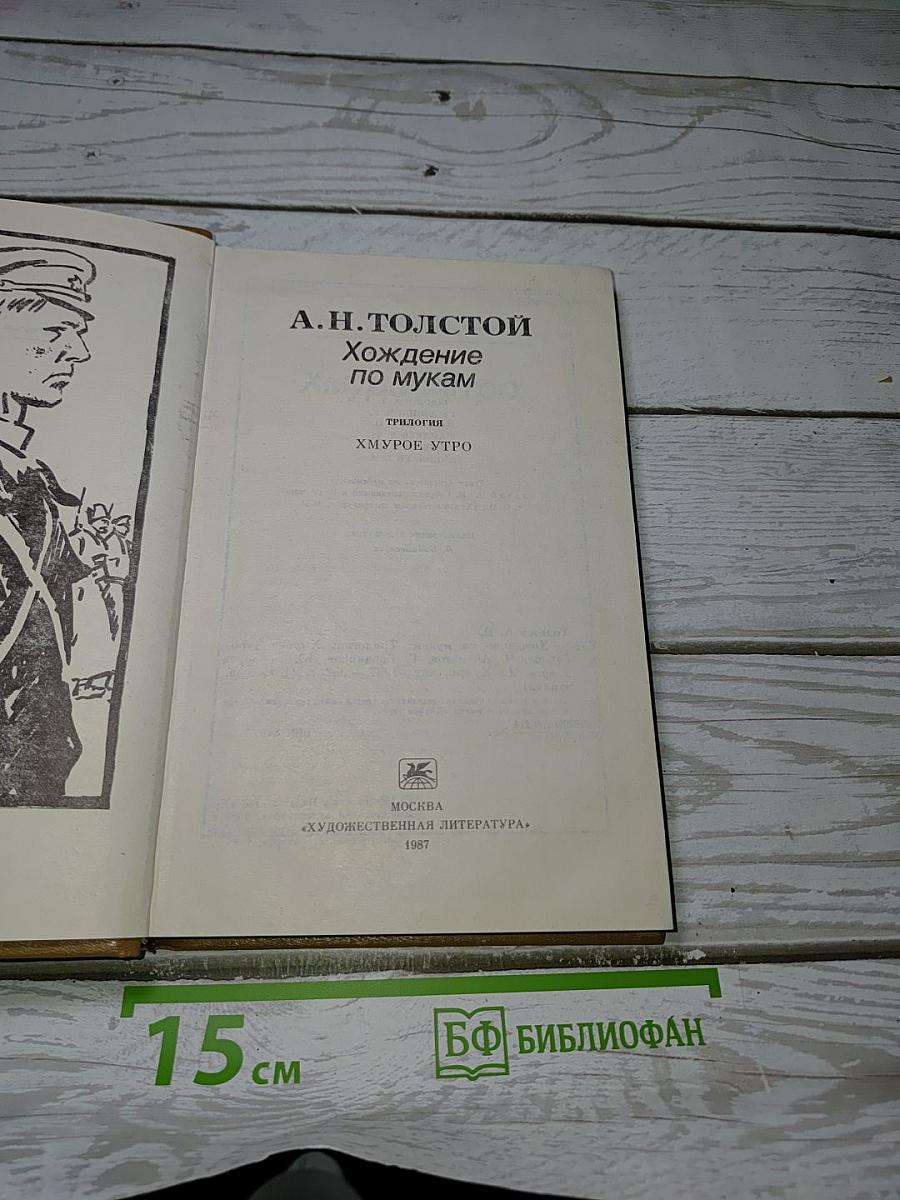 А.Н.ТОЛСТОЙ
Хождение
по мукам
ТРИЛОГИЯ
ХМУРОЕ УТРО
МОСКВА
«ХУДОЖЕСТВЕННАЯ ЛИТЕРАТУРА»
1987
15 см
БФ БИБЛИОФАН